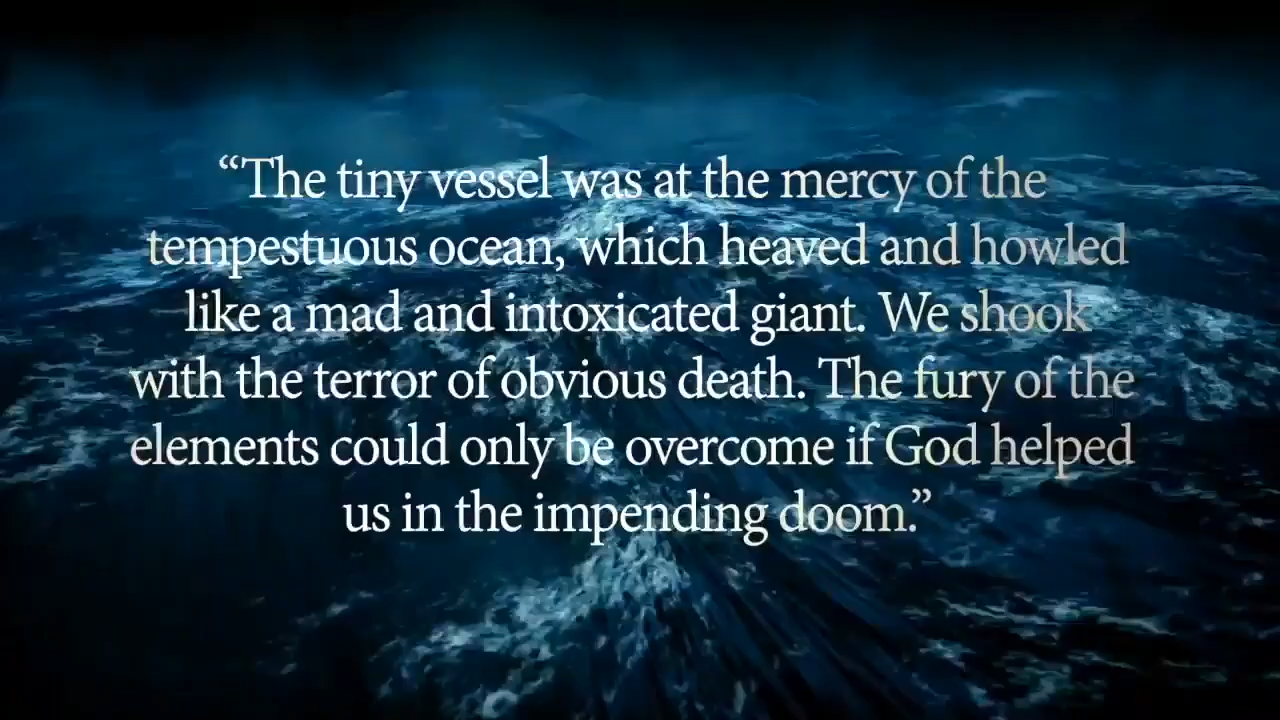 “The tiny vessel was at the mercy of the
tempestuous ocean, which heaved and howled
like a mad and intoxicated giant. We shook
with the terror of obvious death. The fury of the
elements could only be overcome if God helped
us in the impending doom.”